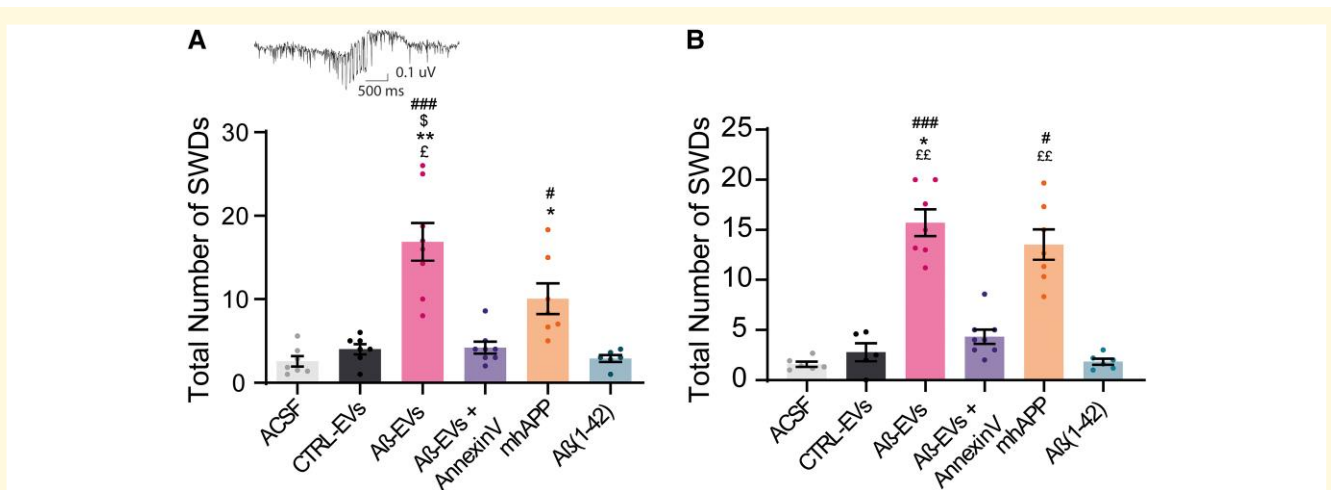 A
0.1 uV
500 ms
###
$
**
£
#
*
Total Number of SWDs
30
20
10
0
ACSF
CTRL-EVs
Aß-EVs
Aß-EVs +
AnnexinV
mhAPP
Aß(1-42)
B
###
*
££
#
££
Total Number of SWDs
25
20
15
10
5
0
ACSF
CTRL-EVs
Aß-EVs
Aß-EVs +
AnnexinV
mhAPP
Aß(1-42)